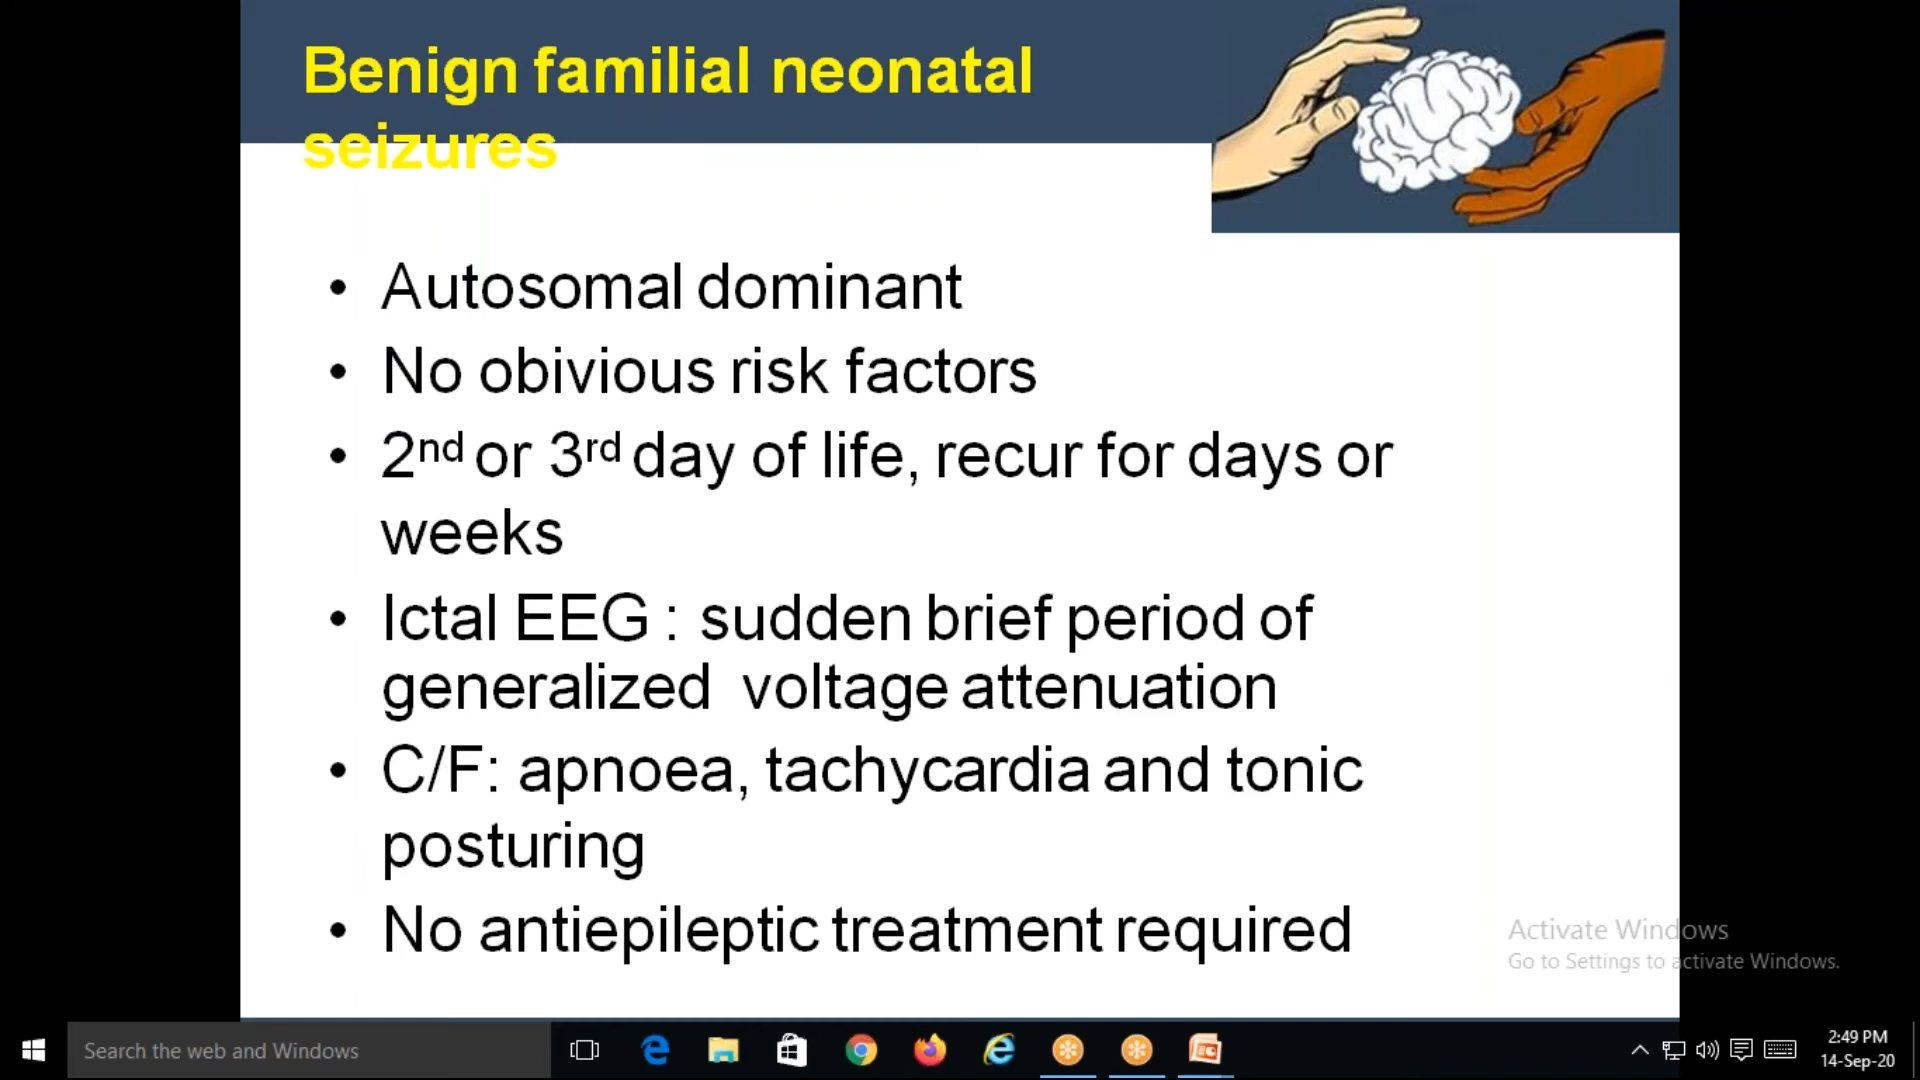 Benign familial neonatal
seizures
• Autosomal dominant
• No obivious risk factors
• 2nd or 3rd day of life, recur for days or
weeks
• Ictal EEG : sudden brief period of
generalized voltage attenuation
• C/F: apnoea, tachycardia and tonic
posturing
• No antiepileptic treatment required
Activate Windows
Go to Settings to activate Windows.
Search the web and Windows
2:49 PM
14-Sep-20